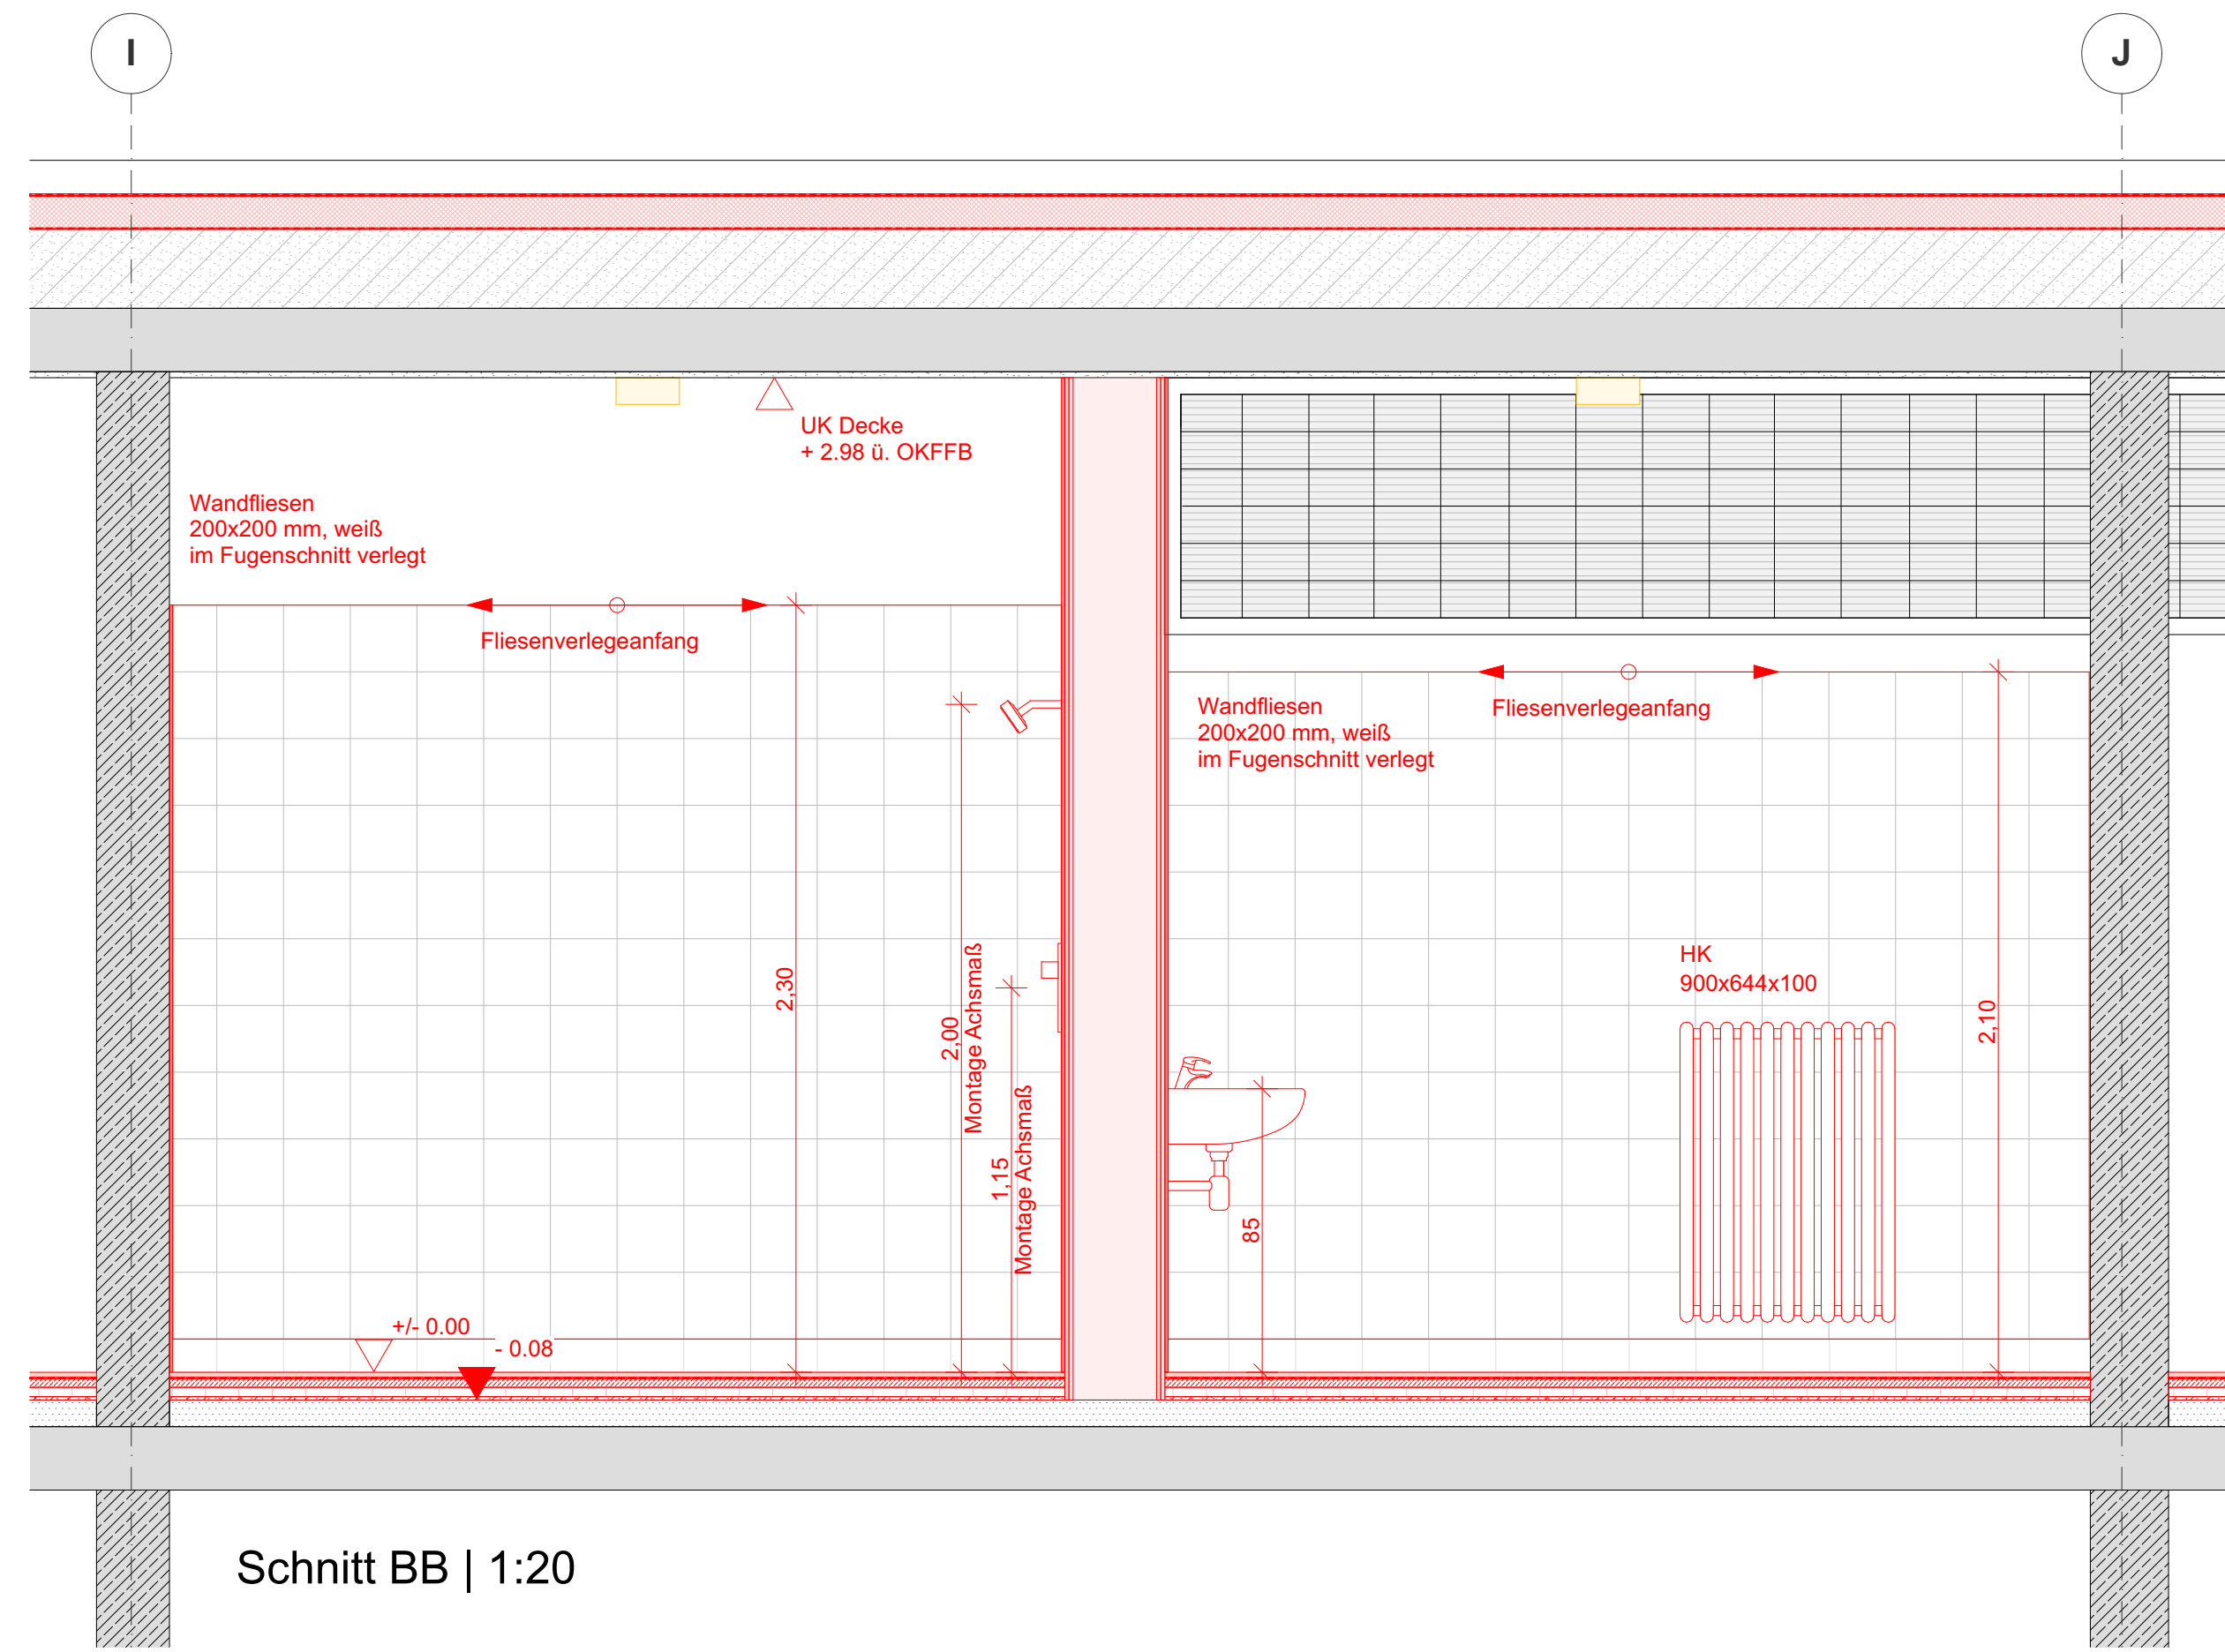 I
J
UK Decke
+ 2.98 ü. OKFFB
Wandfliesen
200x200 mm, weiß
im Fugenschnitt verlegt
Fliesenverlegeanfang
Wandfliesen
200x200 mm, weiß
im Fugenschnitt verlegt
Fliesenverlegeanfang
2,30
2,00
Montage Achsmaß
1,15
Montage Achsmaß
HK
900x644x100
2,10
85
+/- 0.00
- 0.08
Schnitt BB | 1:20